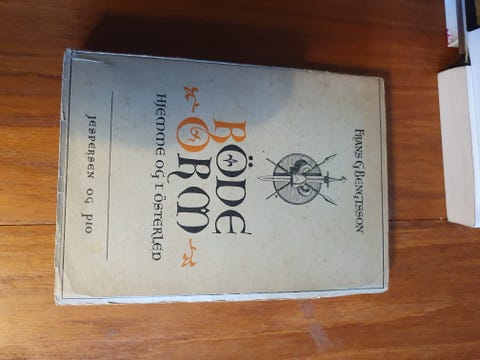 FRANS G BENGTSSON
RÖDE
ORM
HJEMME OG I ÖSTERLED
JESPERSEN OG PIO